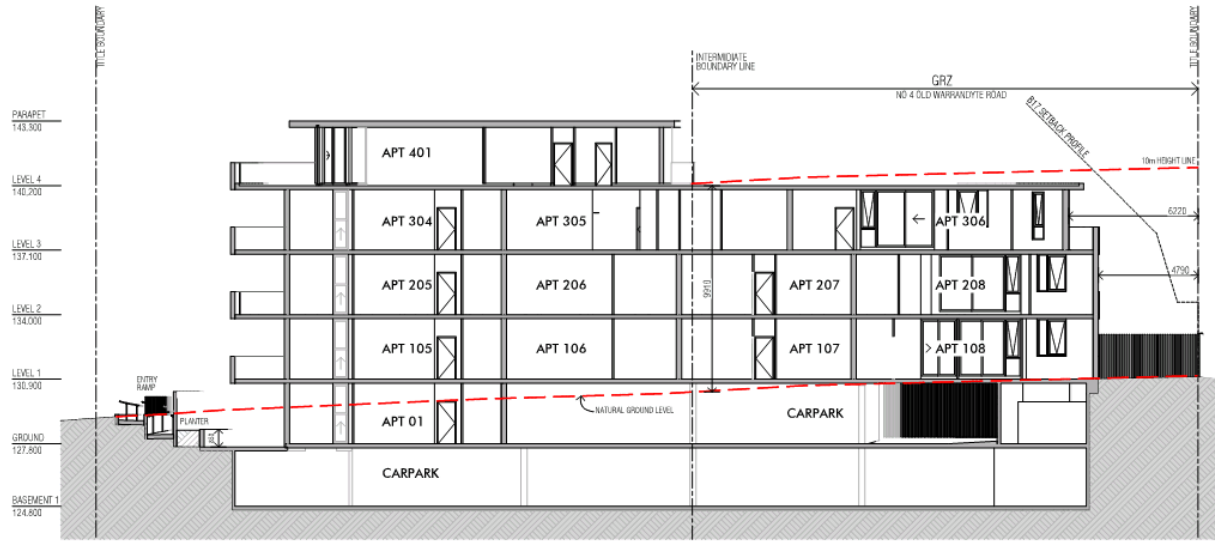 TITLE BOUNDARY
INTERMIDIATE
BOUNDARY LINE
TITLE BOUNDARY
GRZ
NO 4 OLD WARRANDYTE ROAD
B17 SETBACK PROFILE
PARAPET
143.300
APT 401
10m HEIGHT LINE
LEVEL 4
140.200
APT 304
APT 305
APT 306
6220
LEVEL 3
137.100
APT 205
APT 206
9910
APT 207
APT 208
4790
LEVEL 2
134.000
APT 105
APT 106
APT 107
APT 108
LEVEL 1
130.900
ENTRY
RAMP
NATURAL GROUND LEVEL
CARPARK
PLANTER
APT 01
GROUND
127.800
CARPARK
BASEMENT 1
124.800